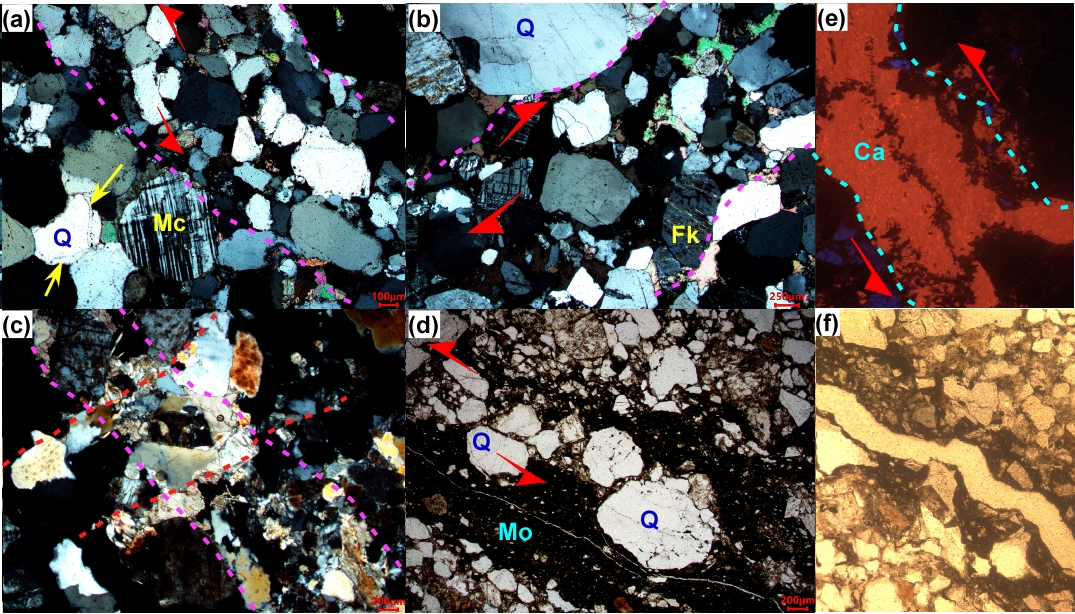 (a)
Q
Mc
100μm
(b)
Q
Fk
250μm
(e)
Ca
(c)
200μm
(d)
Q
Q
Mo
200μm
(f)